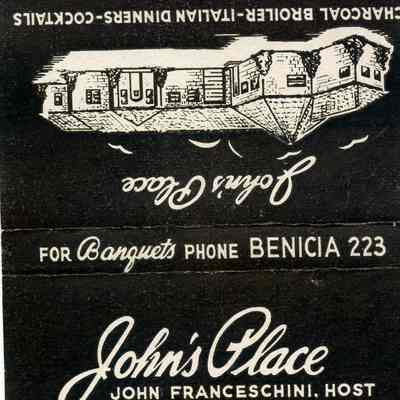 CHARCOAL BROILER-ITALIAN DINNERS-COCKTAILS
John's Place
FOR Banquets PHONE BENICIA 223
John's Place
JOHN FRANCESCHINI, HOST